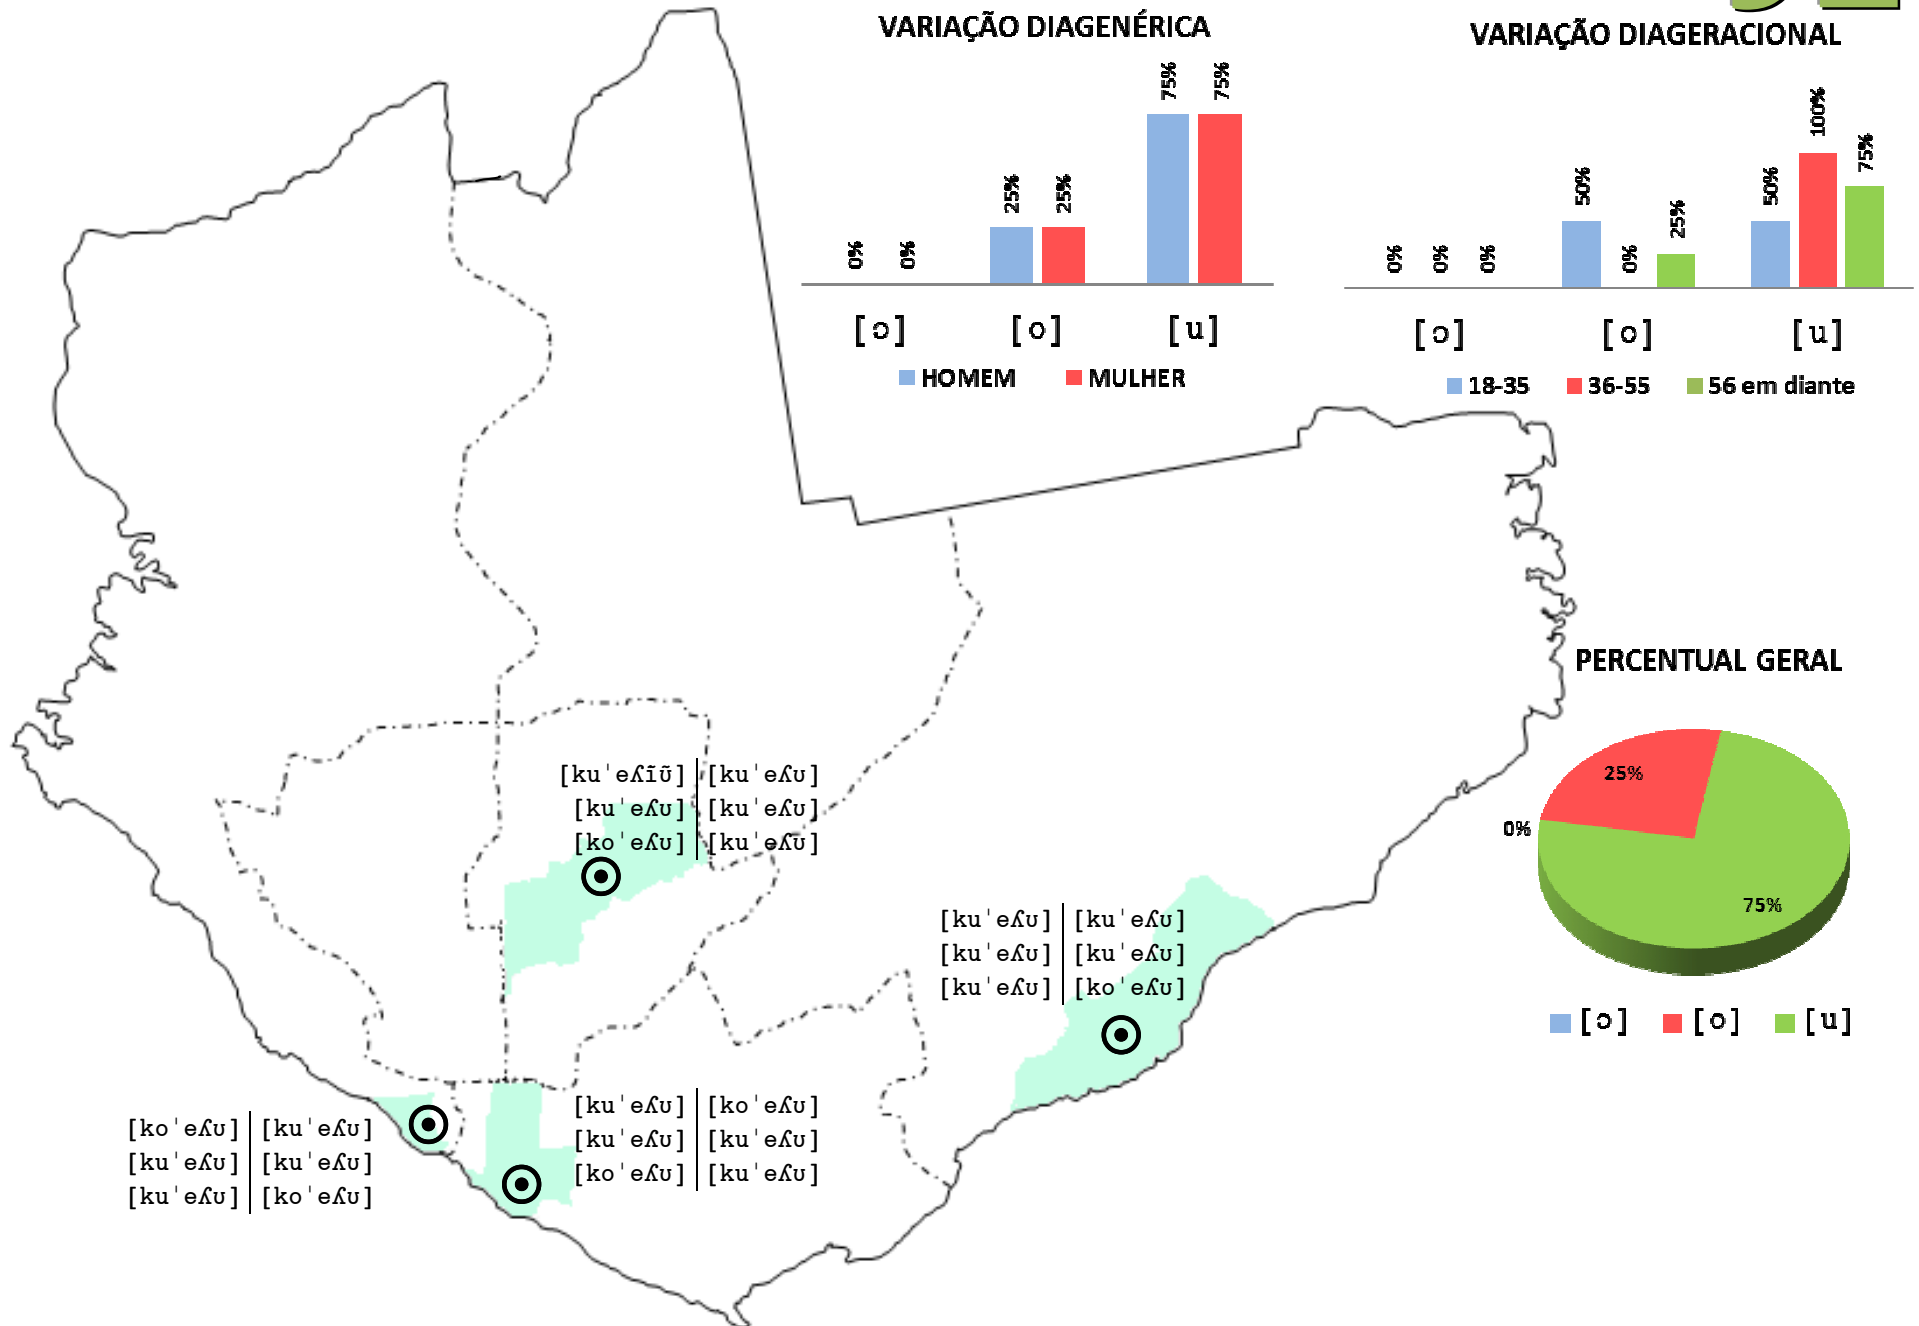 VARIAÇÃO DIAGENÉRICA
0% 0% 25% 25% 75% 75%
[ɔ] [o] [u]
HOMEM MULHER
VARIAÇÃO DIAGERACIONAL
0% 0% 0% 50% 0% 25% 50% 100% 75%
[ɔ] [o] [u]
18-35 36-55 56 em diante
PERCENTUAL GERAL
25%
0%
75%
[ɔ] [o] [u]
[kuˈeʎĩʊ̃] [kuˈeʎʊ]
[kuˈeʎʊ] [kuˈeʎʊ]
[koˈeʎʊ] [kuˈeʎʊ]
[kuˈeʎʊ] [kuˈeʎʊ]
[kuˈeʎʊ] [kuˈeʎʊ]
[kuˈeʎʊ] [koˈeʎʊ]
[kuˈeʎʊ] [koˈeʎʊ]
[kuˈeʎʊ] [kuˈeʎʊ]
[koˈeʎʊ] [kuˈeʎʊ]
[koˈeʎʊ] [kuˈeʎʊ]
[kuˈeʎʊ] [kuˈeʎʊ]
[kuˈeʎʊ] [koˈeʎʊ]